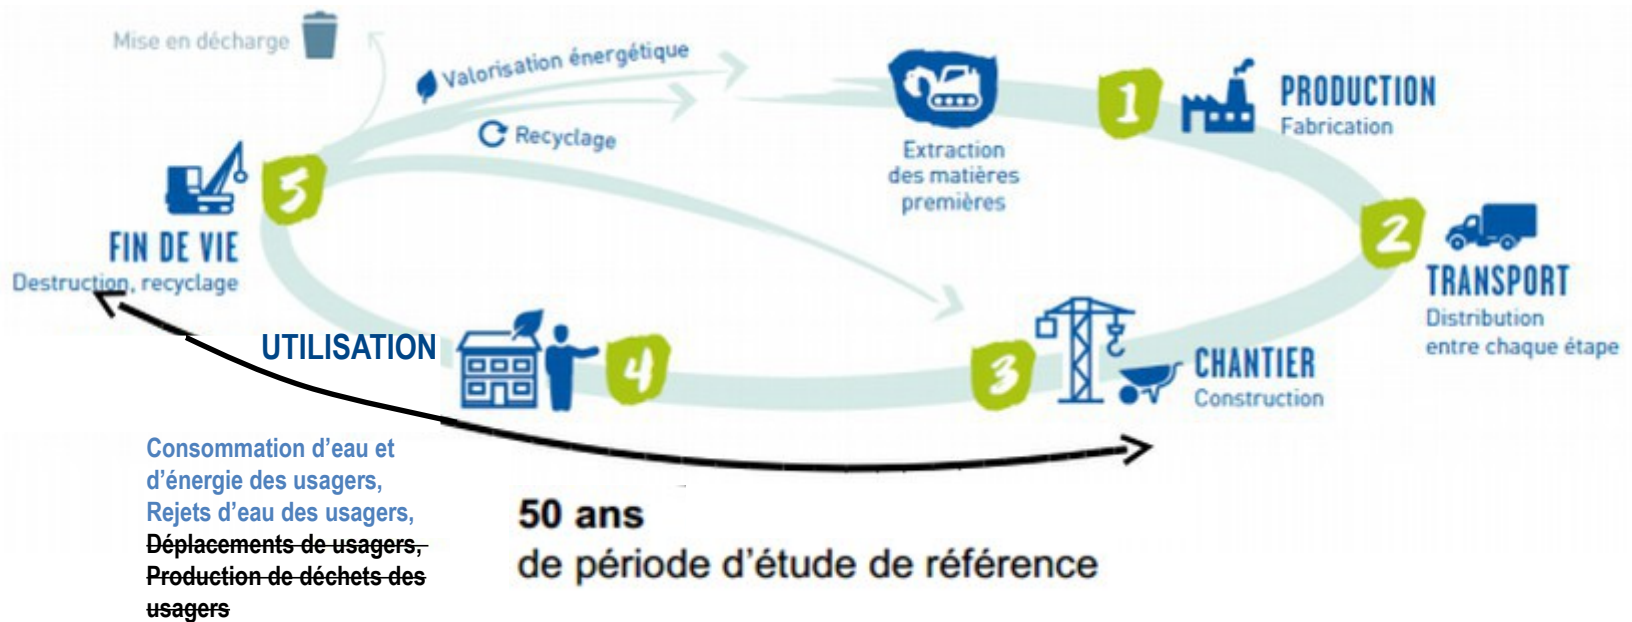 Mise en décharge
Valorisation énergétique
Recyclage
Extraction
des matières
premières
1
PRODUCTION
Fabrication
2
TRANSPORT
Distribution
entre chaque étape
3
CHANTIER
Construction
4
UTILISATION
5
FIN DE VIE
Destruction, recyclage
Consommation d'eau et
d'énergie des usagers,
Rejets d'eau des usagers,
Déplacements de usagers,
Production de déchets des
usagers
50 ans
de période d'étude de référence